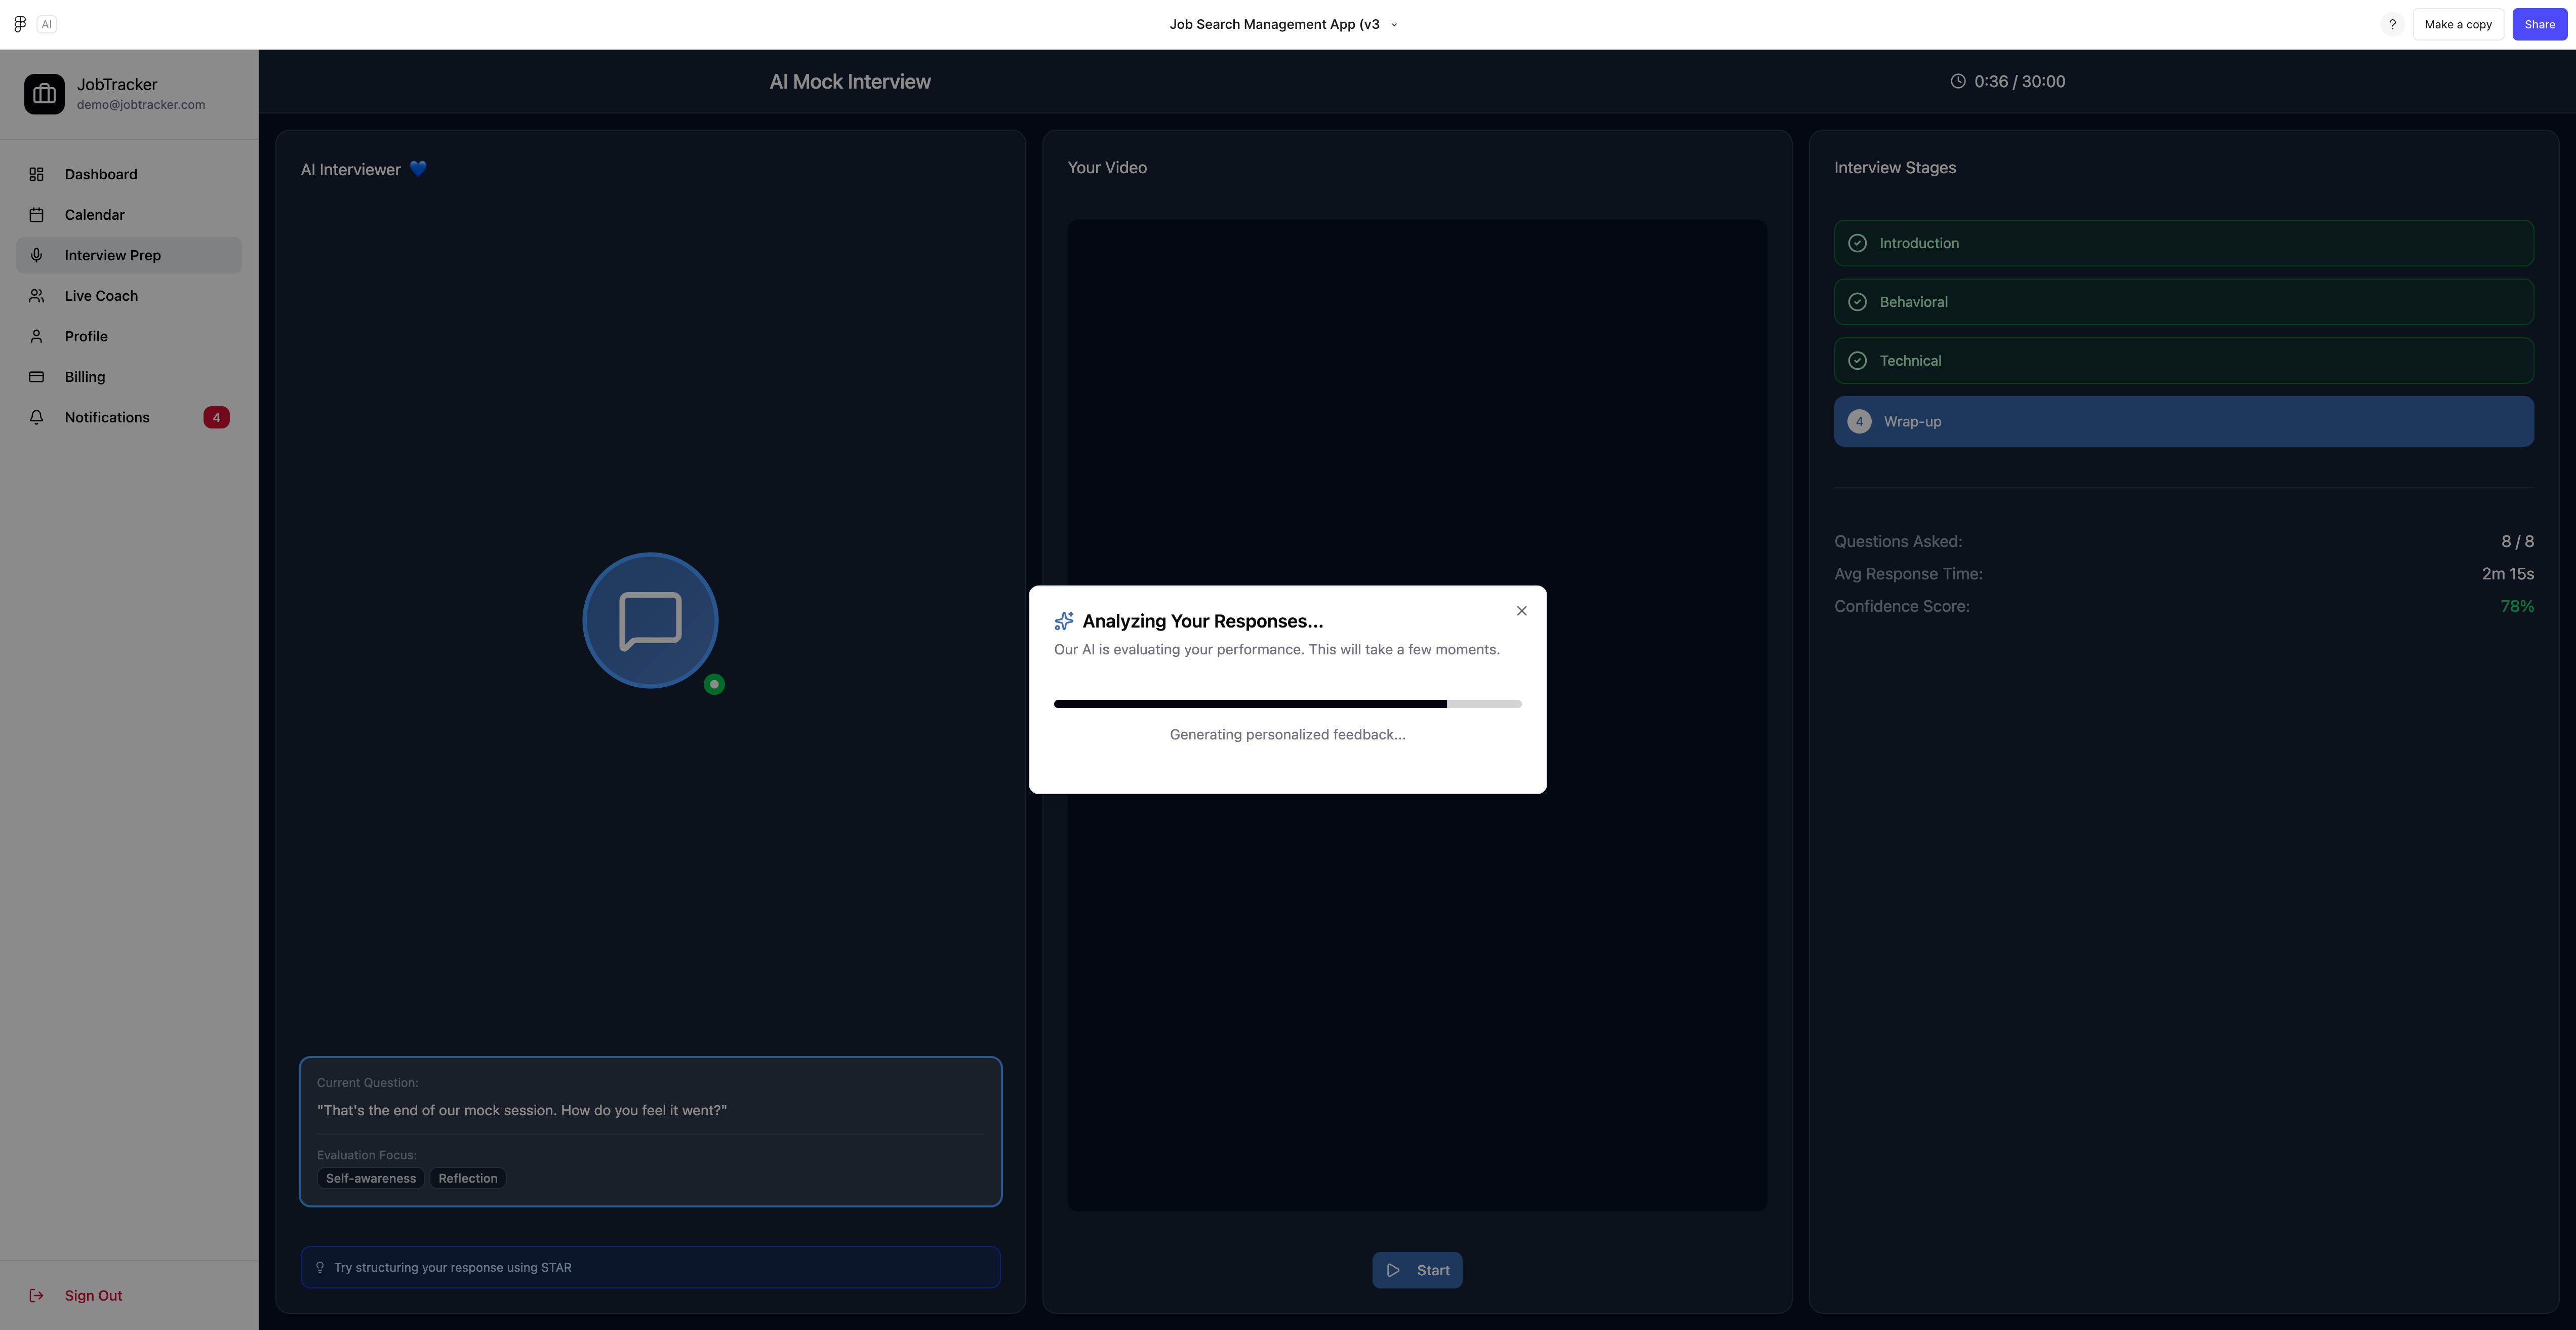 AI
Job Search Management App (v3
?
Make a copy
Share
JobTracker
demo@jobtracker.com
Dashboard
Calendar
Interview Prep
Live Coach
Profile
Billing
Notifications
4
Sign Out
AI Mock Interview
0:36 / 30:00
AI Interviewer 💙
Current Question:
"That's the end of our mock session. How do you feel it went?"
Evaluation Focus:
Self-awareness
Reflection
Try structuring your response using STAR
Your Video
Start
Analyzing Your Responses...
Our AI is evaluating your performance. This will take a few moments.
Generating personalized feedback...
Interview Stages
Introduction
Behavioral
Technical
4 Wrap-up
Questions Asked: 8 / 8
Avg Response Time: 2m 15s
Confidence Score: 78%